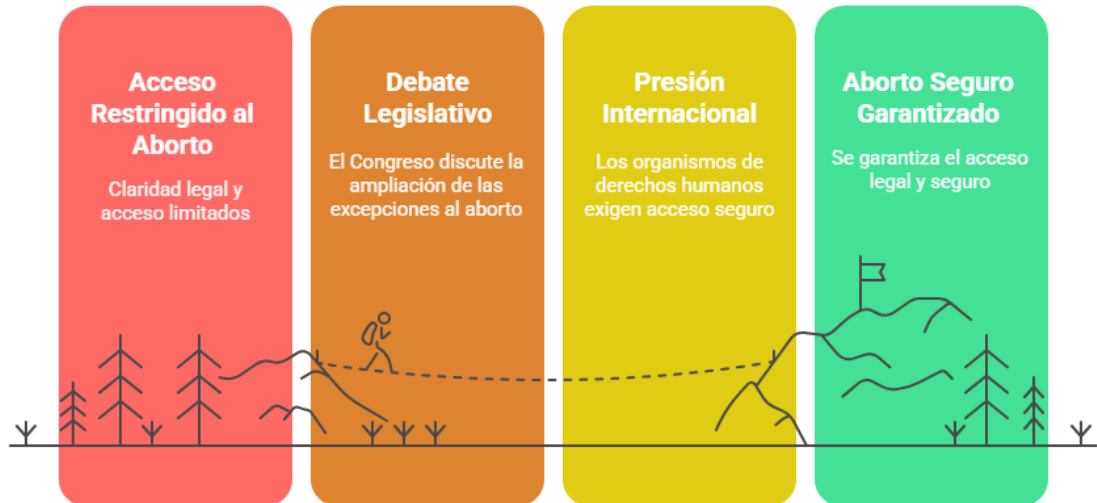 Acceso
Restringido al
Aborto
Claridad legal y
acceso limitados
Debate
Legislativo
El Congreso discute la
ampliación de las
excepciones al aborto
Presión
Internacional
Los organismos de
derechos humanos
exigen acceso seguro
Aborto Seguro
Garantizado
Se garantiza el acceso
legal y seguro